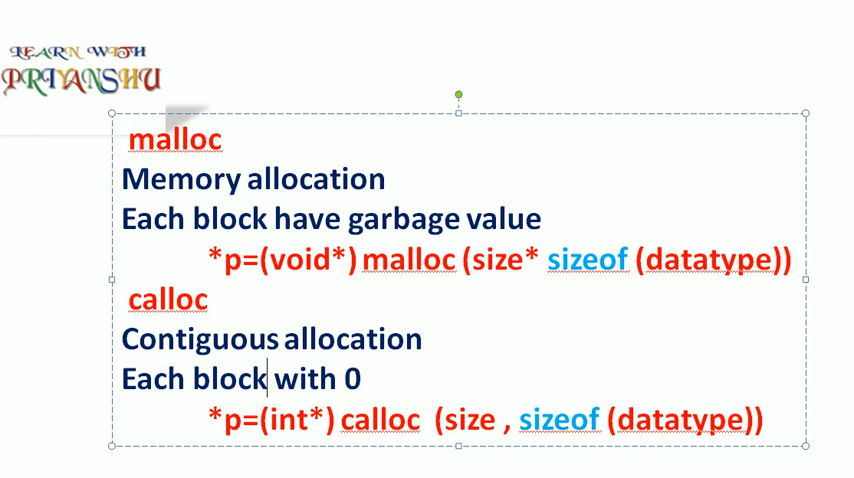 LEARN WITH
PRIYANSHU
malloc
Memory allocation
Each block have garbage value
*p=(void*) malloc (size* sizeof (datatype))
calloc
Contiguous allocation
Each block with 0
*p=(int*) calloc (size , sizeof (datatype))